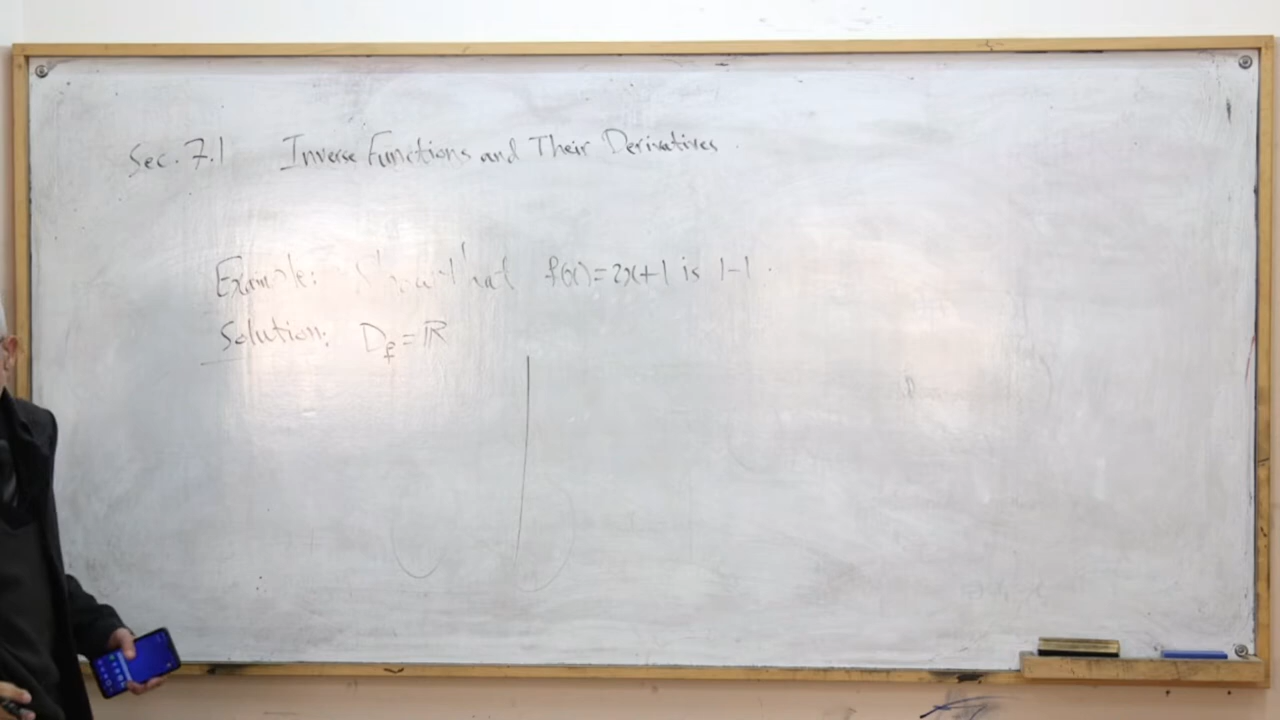 Sec. 7.1 Inverse Functions and Their Derivatives.
Example: Show that f(x)=2x+1 is 1-1.
Solution: D_f=ℝ